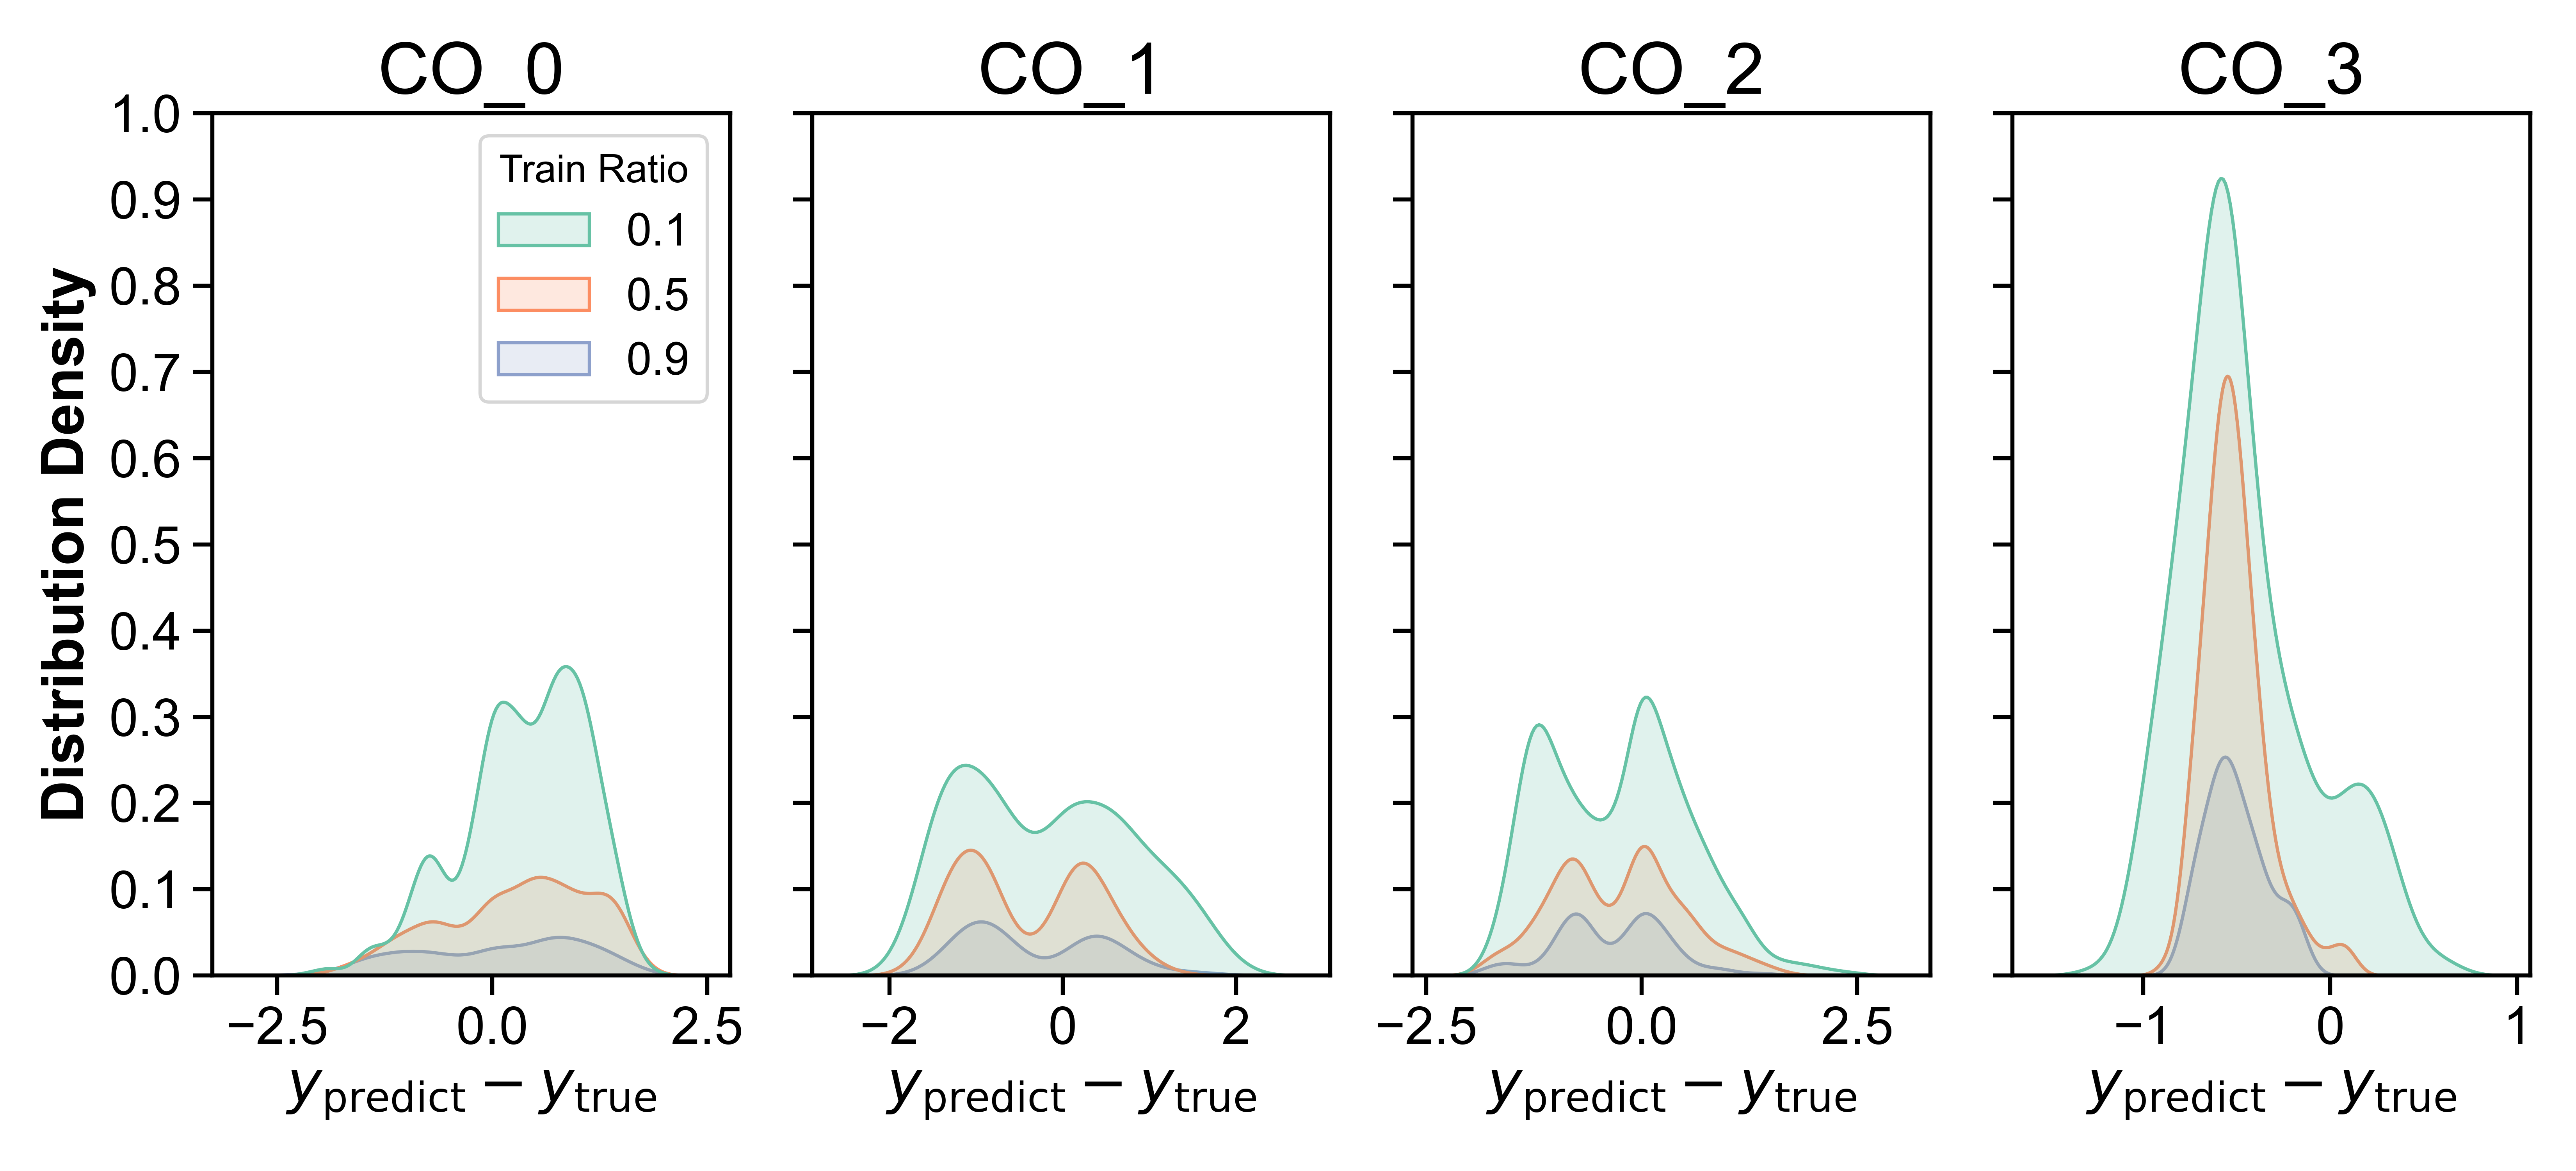 CO_0 CO_1 CO_2 CO_3
Distribution Density
1.0
0.9
0.8
0.7
0.6
0.5
0.4
0.3
0.2
0.1
0.0
Train Ratio
0.1
0.5
0.9
−2.5 0.0 2.5 −2 0 2 −2.5 0.0 2.5 −1 0 1
y_predict − y_true y_predict − y_true y_predict − y_true y_predict − y_true